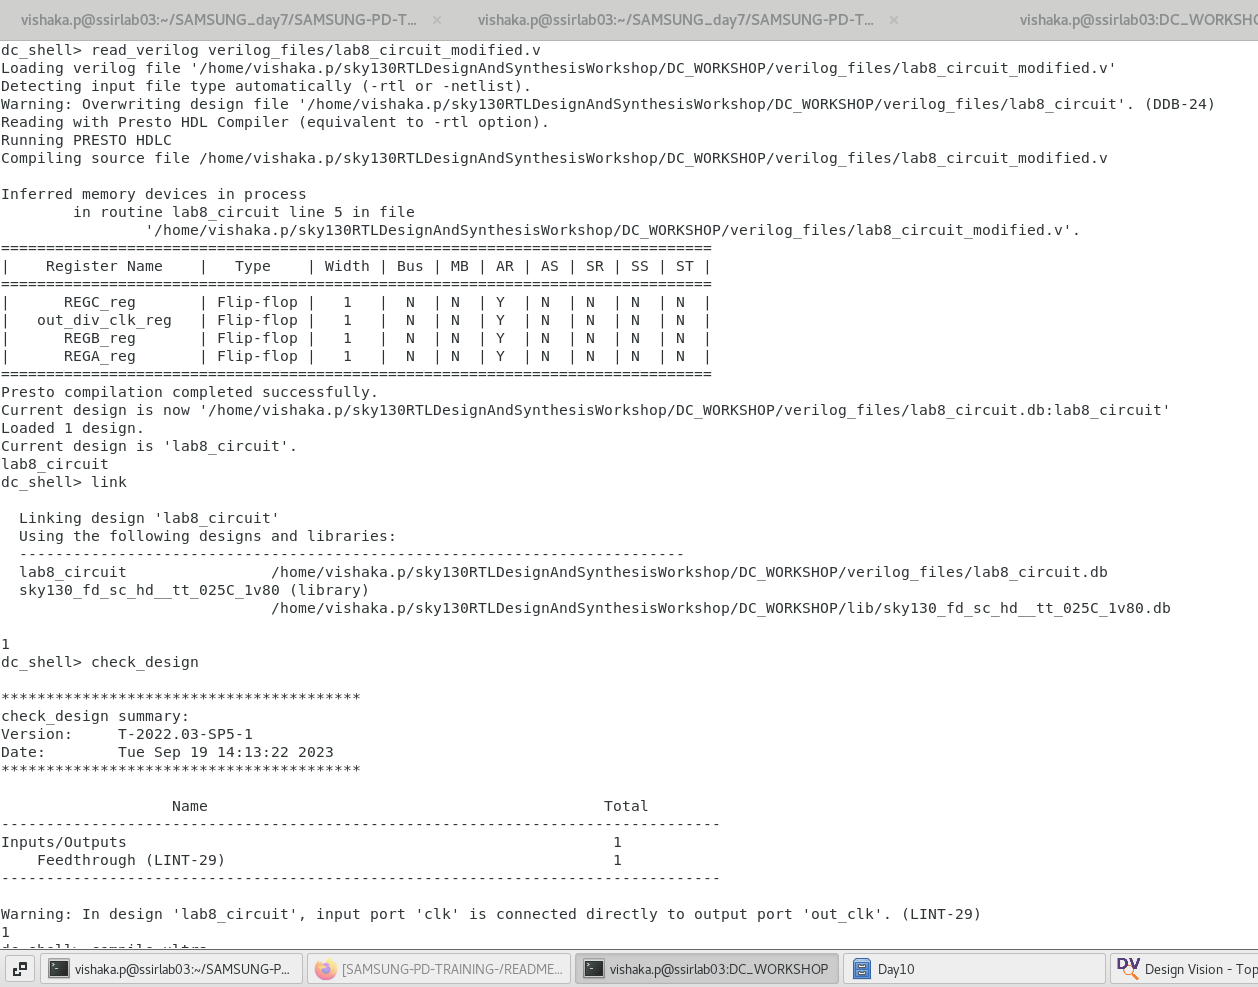 vishaka.p@ssirlab03:~/SAMSUNG_day7/SAMSUNG-PD-T... × vishaka.p@ssirlab03:~/SAMSUNG_day7/SAMSUNG-PD-T... × vishaka.p@ssirlab03:DC_WORKSHO
dc_shell> read_verilog verilog_files/lab8_circuit_modified.v
Loading verilog file '/home/vishaka.p/sky130RTLDesignAndSynthesisWorkshop/DC_WORKSHOP/verilog_files/lab8_circuit_modified.v'
Detecting input file type automatically (-rtl or -netlist).
Warning: Overwriting design file '/home/vishaka.p/sky130RTLDesignAndSynthesisWorkshop/DC_WORKSHOP/verilog_files/lab8_circuit'. (DDB-24)
Reading with Presto HDL Compiler (equivalent to -rtl option).
Running PRESTO HDLC
Compiling source file /home/vishaka.p/sky130RTLDesignAndSynthesisWorkshop/DC_WORKSHOP/verilog_files/lab8_circuit_modified.v
Inferred memory devices in process
        in routine lab8_circuit line 5 in file
                '/home/vishaka.p/sky130RTLDesignAndSynthesisWorkshop/DC_WORKSHOP/verilog_files/lab8_circuit_modified.v'.
===============================================================================
|    Register Name    |   Type    | Width | Bus | MB | AR | AS | SR | SS | ST |
===============================================================================
|      REGC_reg       | Flip-flop |   1   |  N  | N  | Y  | N  | N  | N  | N  |
|   out_div_clk_reg   | Flip-flop |   1   |  N  | N  | Y  | N  | N  | N  | N  |
|      REGB_reg       | Flip-flop |   1   |  N  | N  | Y  | N  | N  | N  | N  |
|      REGA_reg       | Flip-flop |   1   |  N  | N  | Y  | N  | N  | N  | N  |
===============================================================================
Presto compilation completed successfully.
Current design is now '/home/vishaka.p/sky130RTLDesignAndSynthesisWorkshop/DC_WORKSHOP/verilog_files/lab8_circuit.db:lab8_circuit'
Loaded 1 design.
Current design is 'lab8_circuit'.
lab8_circuit
dc_shell> link
  Linking design 'lab8_circuit'
  Using the following designs and libraries:
  --------------------------------------------------------------------------
  lab8_circuit                /home/vishaka.p/sky130RTLDesignAndSynthesisWorkshop/DC_WORKSHOP/verilog_files/lab8_circuit.db
  sky130_fd_sc_hd__tt_025C_1v80 (library)
                              /home/vishaka.p/sky130RTLDesignAndSynthesisWorkshop/DC_WORKSHOP/lib/sky130_fd_sc_hd__tt_025C_1v80.db
1
dc_shell> check_design
****************************************
check_design summary:
Version:     T-2022.03-SP5-1
Date:        Tue Sep 19 14:13:22 2023
****************************************
                   Name                                            Total
--------------------------------------------------------------------------------
Inputs/Outputs                                                      1
    Feedthrough (LINT-29)                                           1
--------------------------------------------------------------------------------
Warning: In design 'lab8_circuit', input port 'clk' is connected directly to output port 'out_clk'. (LINT-29)
1
dc_shell> compile_ultra
vishaka.p@ssirlab03:~/SAMSUNG-P... [SAMSUNG-PD-TRAINING-/README... vishaka.p@ssirlab03:DC_WORKSHOP Day10 DV Design Vision - Top